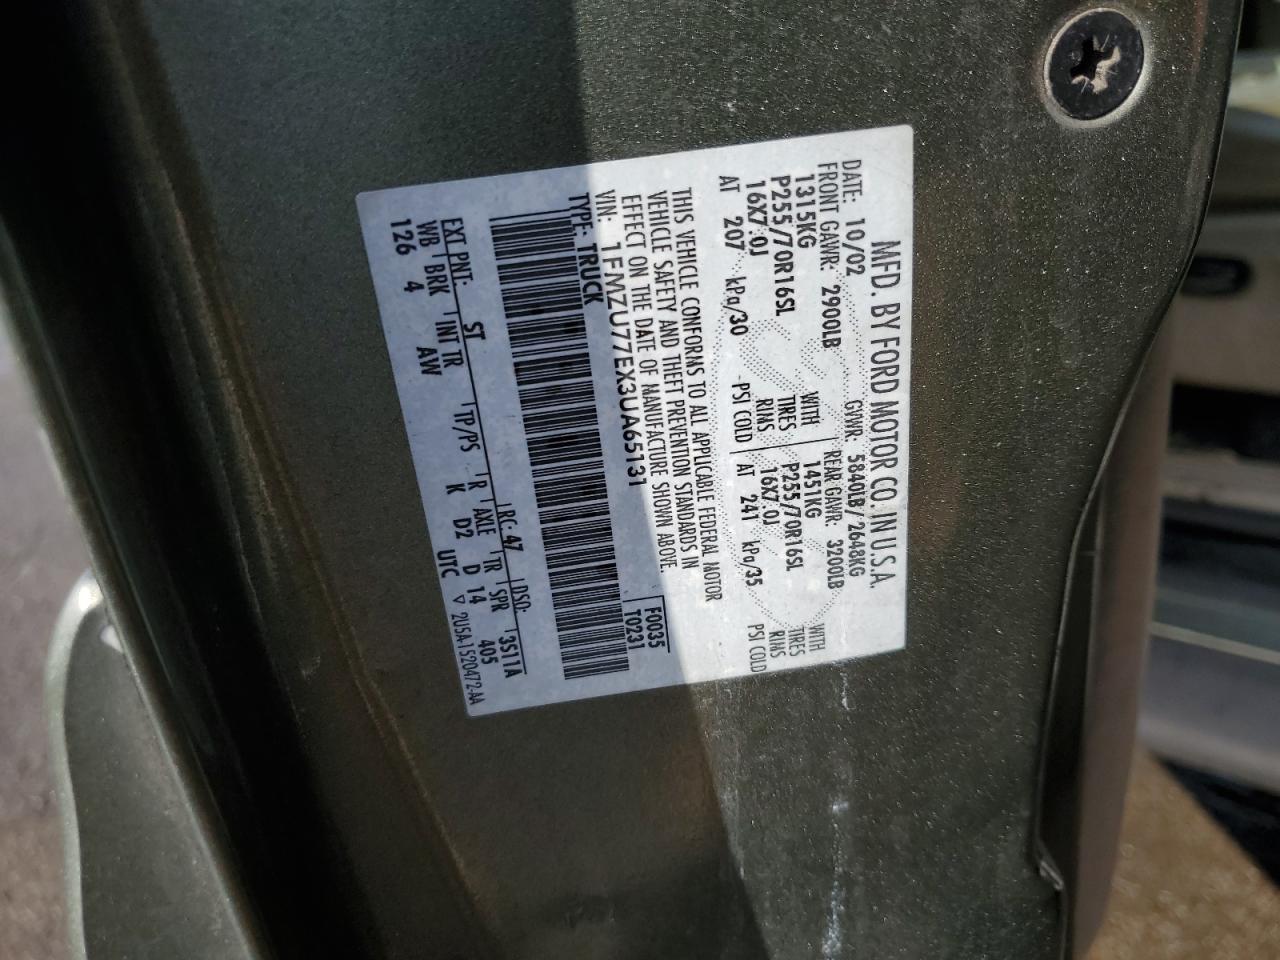 MFD. BY FORD MOTOR CO. IN U.S.A.
DATE: 10/02 GVWR: 5840LB/2648KG
FRONT GAWR: 2900LB REAR GAWR: 3200LB
1315KG WITH 1451KG WITH
P255/70R16SL TIRES P255/70R16SL TIRES
16X7.0J RINS 16X7.0J RINS
AT 207 kPa/30 PSI COLD AT 241 kPa/35 PSI COLD
THIS VEHICLE CONFORMS TO ALL APPLICABLE FEDERAL MOTOR
VEHICLE SAFETY AND THEFT PREVENTION STANDARDS IN
EFFECT ON THE DATE OF MANUFACTURE SHOWN ABOVE.
VIN: 1FMZU77EX3UA65131 F0035
TYPE: TRUCK T0231
EXT PNT: ST RC: 47 DSO: 3S11A
WB BRK INT TR TP/PS R AXLE TR SPR 405
126 4 AW K D2 D 14
UTC ▽ 2U5A-1520472-AA